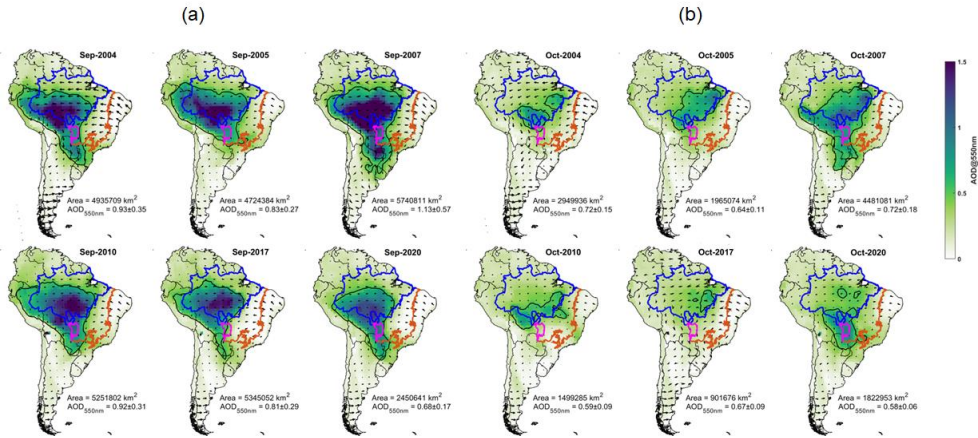 (a)
(b)
Sep-2004
Sep-2005
Sep-2007
Oct-2004
Oct-2005
Oct-2007
Area = 4935709 km²
AOD550nm = 0.93±0.35
Area = 4724384 km²
AOD550nm = 0.83±0.27
Area = 5740811 km²
AOD550nm = 1.13±0.57
Area = 2949936 km²
AOD550nm = 0.72±0.15
Area = 1965074 km²
AOD550nm = 0.64±0.11
Area = 4481081 km²
AOD550nm = 0.72±0.18
1.5
1
0.5
0
AOD@550nm
Sep-2010
Sep-2017
Sep-2020
Oct-2010
Oct-2017
Oct-2020
Area = 5251802 km²
AOD550nm = 0.92±0.31
Area = 5345052 km²
AOD550nm = 0.81±0.29
Area = 2450641 km²
AOD550nm = 0.68±0.17
Area = 1499285 km²
AOD550nm = 0.59±0.09
Area = 901676 km²
AOD550nm = 0.67±0.09
Area = 1822953 km²
AOD550nm = 0.58±0.06